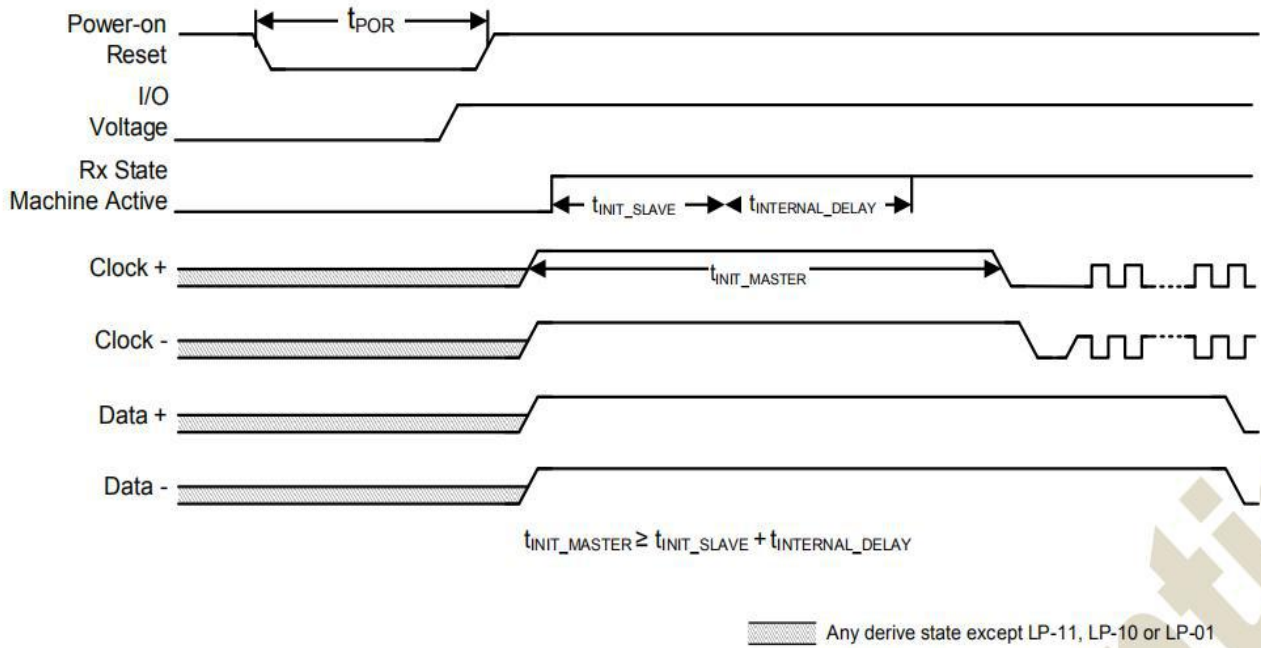 Power-on
Reset
tPOR
I/O
Voltage
Rx State
Machine Active
tINIT_SLAVE
tINTERNAL_DELAY
Clock +
tINIT_MASTER
Clock -
Data +
Data -
tINIT_MASTER ≥ tINIT_SLAVE + tINTERNAL_DELAY
Any derive state except LP-11, LP-10 or LP-01